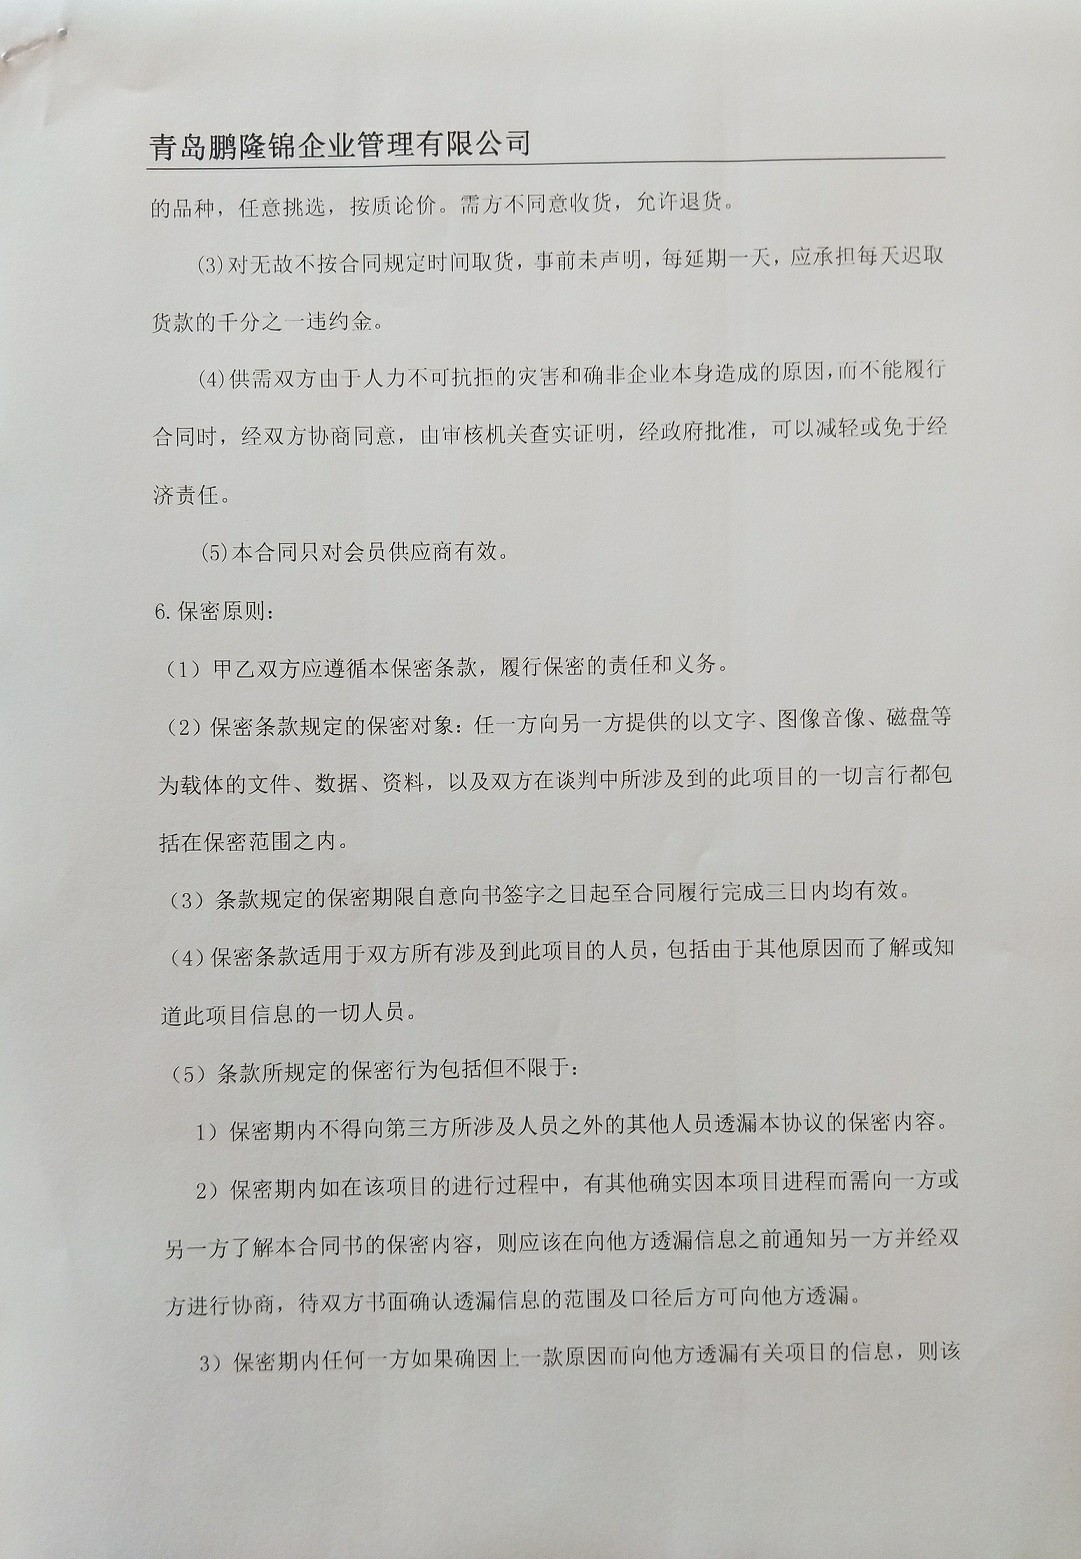 青岛鹏隆锦企业管理有限公司
的品种，任意挑选，按质论价。需方不同意收货，允许退货。
(3)对无故不按合同规定时间取货，事前未声明，每延期一天，应承担每天迟取
货款的千分之一违约金。
(4)供需双方由于人力不可抗拒的灾害和确非企业本身造成的原因，而不能履行
合同时，经双方协商同意，由审核机关查实证明，经政府批准，可以减轻或免于经
济责任。
(5)本合同只对会员供应商有效。
6.保密原则：
（1）甲乙双方应遵循本保密条款，履行保密的责任和义务。
（2）保密条款规定的保密对象：任一方向另一方提供的以文字、图像音像、磁盘等
为载体的文件、数据、资料，以及双方在谈判中所涉及到的此项目的一切言行都包
括在保密范围之内。
（3）条款规定的保密期限自意向书签字之日起至合同履行完成三日内均有效。
（4）保密条款适用于双方所有涉及到此项目的人员，包括由于其他原因而了解或知
道此项目信息的一切人员。
（5）条款所规定的保密行为包括但不限于：
1）保密期内不得向第三方所涉及人员之外的其他人员透漏本协议的保密内容。
2）保密期内如在该项目的进行过程中，有其他确实因本项目进程而需向一方或
另一方了解本合同书的保密内容，则应该在向他方透漏信息之前通知另一方并经双
方进行协商，待双方书面确认透漏信息的范围及口径后方可向他方透漏。
3）保密期内任何一方如果确因上一款原因而向他方透漏有关项目的信息，则该